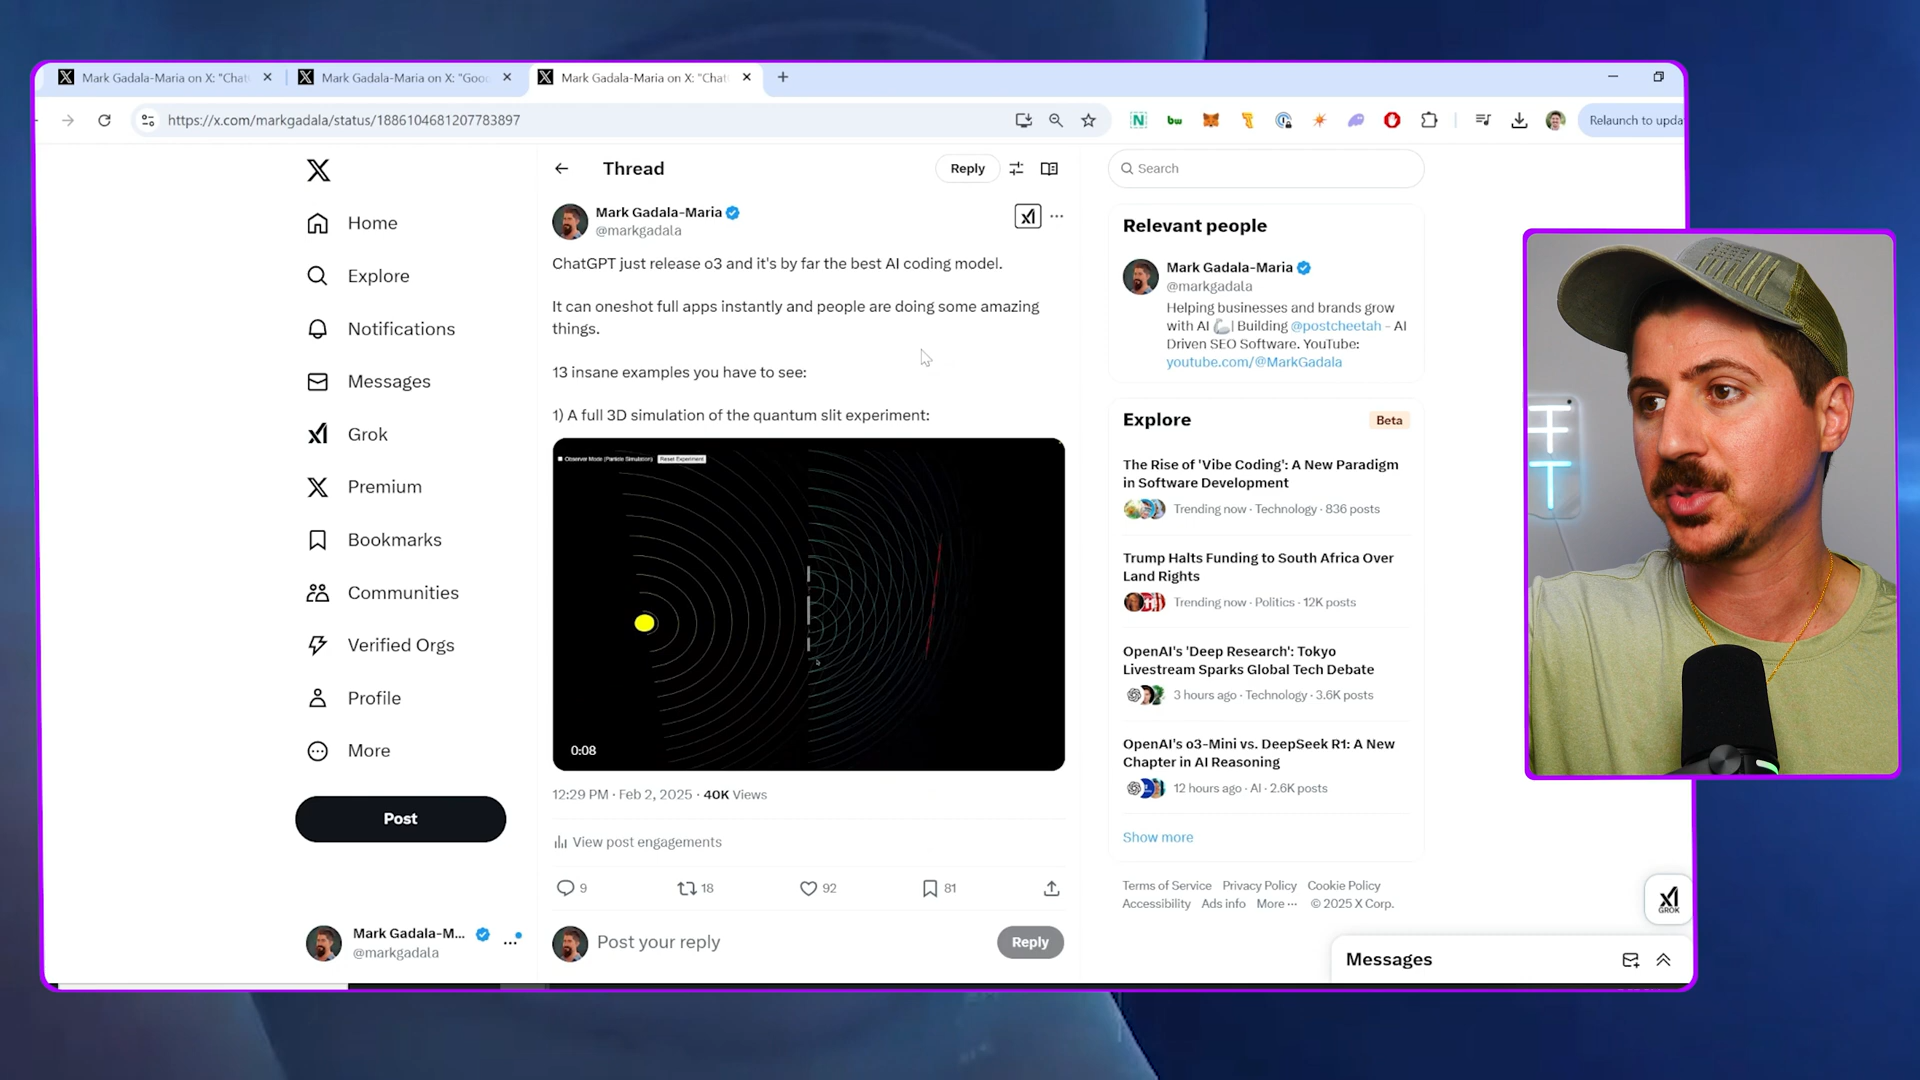 Mark Gadala-Maria on X: "Chat
Mark Gadala-Maria on X: "Goo
Mark Gadala-Maria on X: "Chat
https://x.com/markgadala/status/1886104681207783897
N
bw
Relaunch to upda
Home
Explore
Notifications
Messages
Grok
Premium
Bookmarks
Communities
Verified Orgs
Profile
More
Post
Mark Gadala-M...
@markgadala
Thread
Reply
Mark Gadala-Maria
@markgadala
ChatGPT just release o3 and it's by far the best AI coding model.
It can oneshot full apps instantly and people are doing some amazing
things.
13 insane examples you have to see:
1) A full 3D simulation of the quantum slit experiment:
Observer Mode (Particle Simulation) Reset Experiment
0:08
12:29 PM · Feb 2, 2025 · 40K Views
View post engagements
9
18
92
81
Post your reply
Reply
Search
Relevant people
Mark Gadala-Maria
@markgadala
Helping businesses and brands grow
with AI 🦾| Building @postcheetah - AI
Driven SEO Software. YouTube:
youtube.com/@MarkGadala
Explore
Beta
The Rise of 'Vibe Coding': A New Paradigm
in Software Development
Trending now · Technology · 836 posts
Trump Halts Funding to South Africa Over
Land Rights
Trending now · Politics · 12K posts
OpenAI's 'Deep Research': Tokyo
Livestream Sparks Global Tech Debate
3 hours ago · Technology · 3.6K posts
OpenAI's o3-Mini vs. DeepSeek R1: A New
Chapter in AI Reasoning
12 hours ago · AI · 2.6K posts
Show more
Terms of Service Privacy Policy Cookie Policy
Accessibility Ads info More ··· © 2025 X Corp.
GROK
Messages